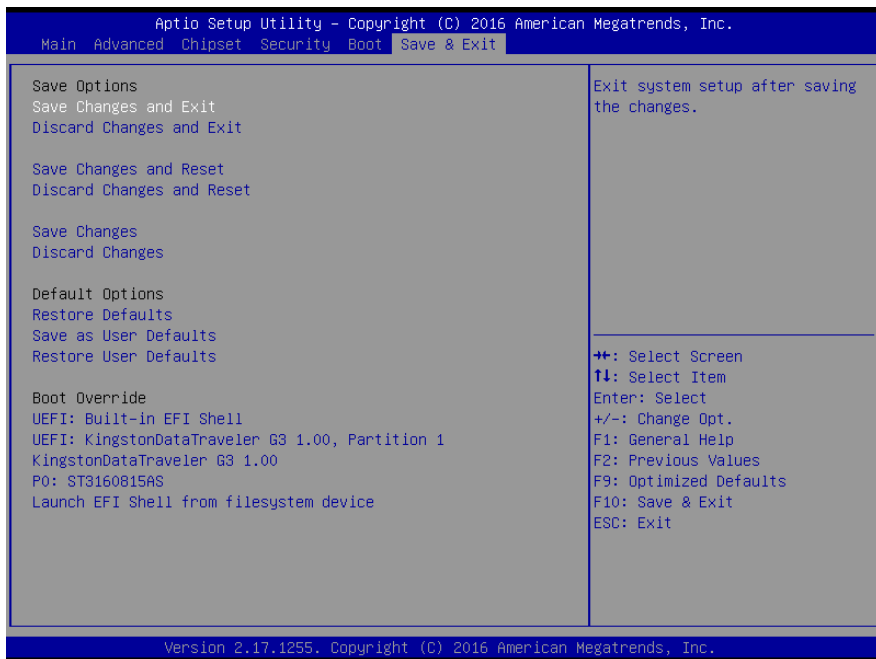 Aptio Setup Utility – Copyright (C) 2016 American Megatrends, Inc.
Main Advanced Chipset Security Boot Save & Exit
Save Options
Save Changes and Exit
Discard Changes and Exit
Save Changes and Reset
Discard Changes and Reset
Save Changes
Discard Changes
Default Options
Restore Defaults
Save as User Defaults
Restore User Defaults
Boot Override
UEFI: Built-in EFI Shell
UEFI: KingstonDataTraveler G3 1.00, Partition 1
KingstonDataTraveler G3 1.00
P0: ST3160815AS
Launch EFI Shell from filesystem device
Exit system setup after saving
the changes.
→←: Select Screen
↑↓: Select Item
Enter: Select
+/-: Change Opt.
F1: General Help
F2: Previous Values
F9: Optimized Defaults
F10: Save & Exit
ESC: Exit
Version 2.17.1255. Copyright (C) 2016 American Megatrends, Inc.